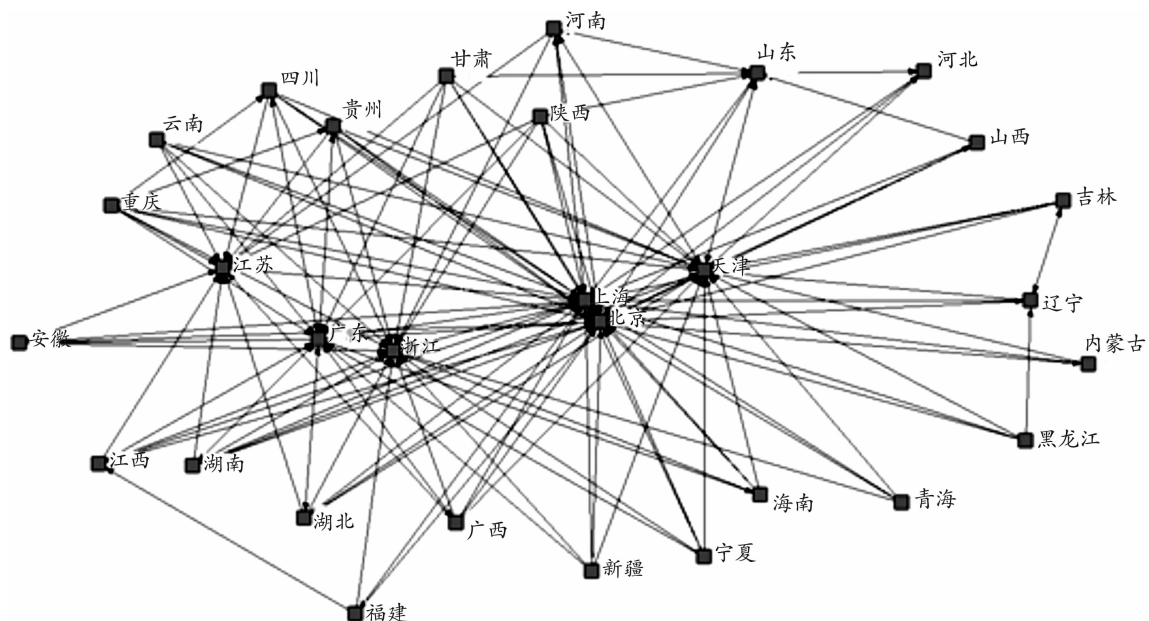 河南
山东
河北
甘肃
四川
贵州
陕西
云南
山西
重庆
吉林
江苏
天津
上海
辽宁
北京
安徽
广东
浙江
内蒙古
黑龙江
江西
湖南
海南
青海
湖北
广西
宁夏
新疆
福建